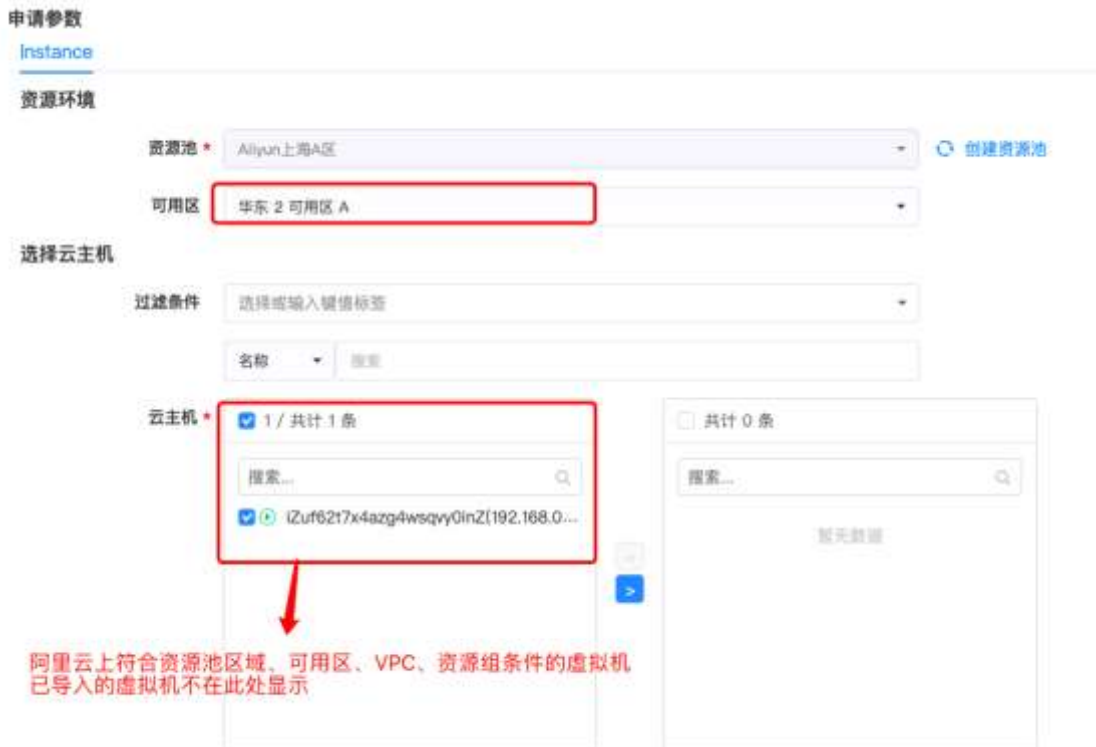 申请参数
Instance
资源环境
资源池 * Aliyun上海A区 创建资源池
可用区 华东 2 可用区 A
选择云主机
过滤条件 选择或输入键值标签
名称 搜索
云主机 * 1 / 共计 1 条 共计 0 条
搜索... 搜索...
iZuf62t7x4azg4wsqvy0inZ(192.168.0...
暂无数据
>
阿里云上符合资源池区域、可用区、VPC、资源组条件的虚拟机
已导入的虚拟机不在此处显示